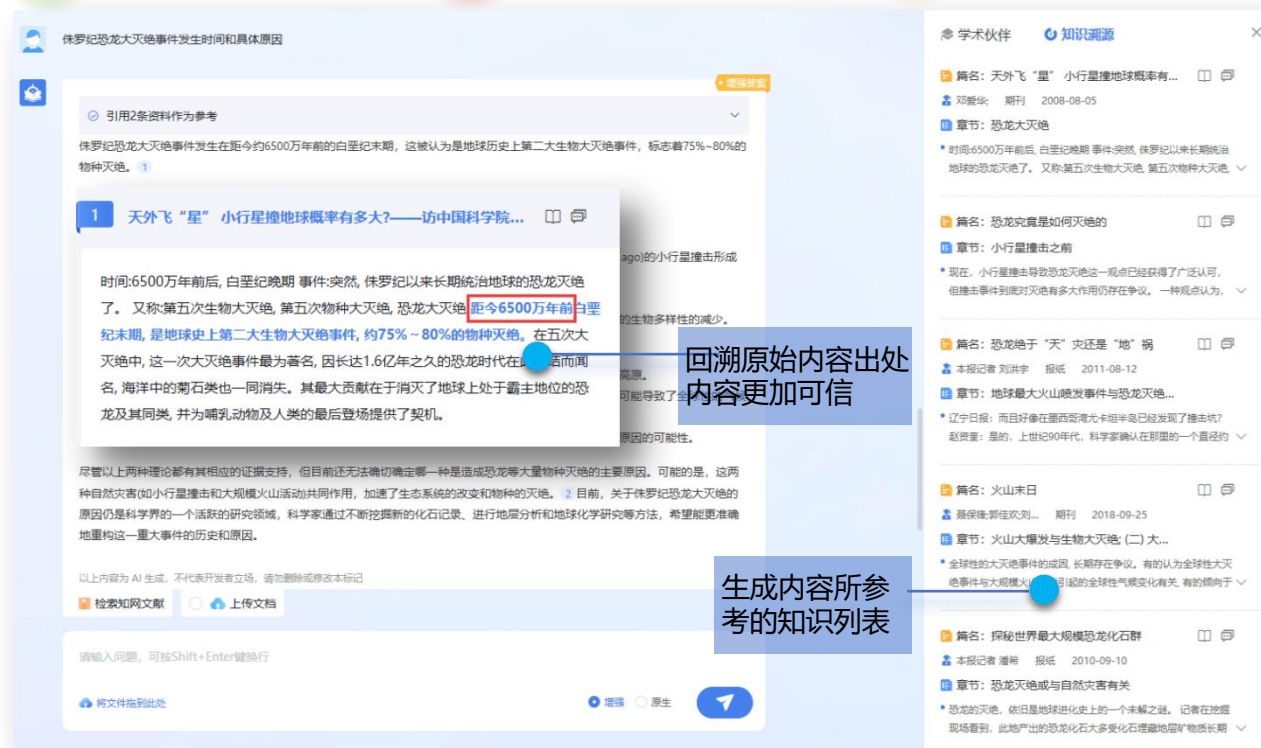 侏罗纪恐龙大灭绝事件发生时间和具体原因
增强答案
引用2条资料作为参考
侏罗纪恐龙大灭绝事件发生在距今约6500万年前的白垩纪末期，这被认为是地球历史上第二大生物大灭绝事件，标志着75%~80%的
物种灭绝。 1
1 天外飞“星” 小行星撞地球概率有多大?——访中国科学院...
ago)的小行星撞击形成
时间:6500万年前后, 白垩纪晚期 事件:突然, 侏罗纪以来长期统治地球的恐龙灭绝
了。 又称:第五次生物大灭绝, 第五次物种大灭绝, 恐龙大灭绝 距今6500万年前白垩
纪末期, 是地球史上第二大生物大灭绝事件, 约75%~80%的物种灭绝。在五次大
灭绝中, 这一次大灭绝事件最为著名, 因长达1.6亿年之久的恐龙时代在 而闻
名, 海洋中的菊石类也一同消失。其最大贡献在于消灭了地球上处于霸主地位的恐
龙及其同类, 并为哺乳动物及人类的最后登场提供了契机。
的生物多样性的减少。
高原。
可能导致了全
原因的可能性。
回溯原始内容出处
内容更加可信
尽管以上两种理论都有其相应的证据支持，但目前还无法确切确定哪一种是造成恐龙等大量物种灭绝的主要原因。可能的是，这两
种自然灾害(如小行星撞击和大规模火山活动)共同作用，加速了生态系统的改变和物种的灭绝。 2 目前，关于侏罗纪恐龙大灭绝的
原因仍是科学界的一个活跃的研究领域，科学家通过不断挖掘新的化石记录、进行地层分析和地球化学研究等方法，希望能更准确
地重构这一重大事件的历史和原因。
以上内容为 AI 生成，不代表开发者立场，请勿删除或修改本标记
检索知网文献 上传文档
生成内容所参
考的知识列表
请输入问题，可按Shift+Enter键换行
将文件拖到此处 增强 原生
学术伙伴 知识溯源
篇名：天外飞“星” 小行星撞地球概率有...
邓爱华; 期刊 2008-08-05
章节：恐龙大灭绝
时间:6500万年前后, 白垩纪晚期 事件:突然, 侏罗纪以来长期统治
地球的恐龙灭绝了。 又称:第五次生物大灭绝, 第五次物种大灭绝,
篇名：恐龙究竟是如何灭绝的
章节：小行星撞击之前
现在，小行星撞击导致恐龙灭绝这一观点已经获得了广泛认可，
但撞击事件到底对灭绝有多大作用仍存在争议。 一种观点认为，
篇名：恐龙绝于“天”灾还是“地”祸
本报记者 刘洪宇 报纸 2011-08-12
章节：地球最大火山喷发事件与恐龙灭绝...
辽宁日报：而且好像在墨西哥湾尤卡坦半岛已经发现了撞击坑?
赵资奎：是的，上世纪90年代，科学家确认在那里的一个直径约
篇名：火山末日
聂保锋;郭佳欢;刘... 期刊 2018-09-25
章节：火山大爆发与生物大灭绝; (二) 大...
全球性的大灭绝事件的成因, 长期存在争议。有的认为全球性大灭
绝事件与大规模火 引起的全球性气候变化有关, 有的倾向于
篇名：探秘世界最大规模恐龙化石群
本报记者 潘希 报纸 2010-09-10
章节：恐龙灭绝或与自然灾害有关
恐龙的灭绝，依旧是地球进化史上的一个未解之谜。 记者在挖掘
现场看到，此地产出的恐龙化石大多受化石埋藏地层矿物质长期